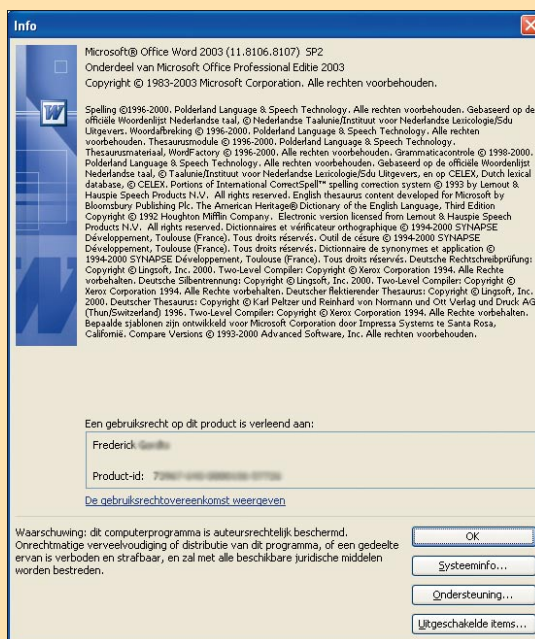 Info
Microsoft® Office Word 2003 (11.8106.8107) SP2
Onderdeel van Microsoft Office Professional Editie 2003
Copyright © 1983-2003 Microsoft Corporation. Alle rechten voorbehouden.
Spelling ©1996-2000. Polderland Language & Speech Technology. Alle rechten voorbehouden. Gebaseerd op de
officiële Woordenlijst Nederlandse taal, © Nederlandse Taalunie/Instituut voor Nederlandse Lexicologie/Sdu
Uitgevers. Woordafbreking © 1996-2000. Polderland Language & Speech Technology. Alle rechten
voorbehouden. Thesaurusmodule © 1996-2000. Polderland Language & Speech Technology.
Thesaurusmateriaal, WordFactory © 1996-2000. Alle rechten voorbehouden. Grammaticacontrole © 1998-2000.
Polderland Language & Speech Technology. Alle rechten voorbehouden. Gebaseerd op de officiële Woordenlijst
Nederlandse taal, © Taalunie/Instituut voor Nederlandse Lexicologie/Sdu Uitgevers, en op CELEX, Dutch lexical
database, © CELEX. Portions of International CorrectSpell™ spelling correction system © 1993 by Lernout &
Hauspie Speech Products N.V. All rights reserved. English thesaurus content developed for Microsoft by
Bloomsbury Publishing Plc. The American Heritage® Dictionary of the English Language, Third Edition
Copyright © 1992 Houghton Mifflin Company. Electronic version licensed from Lernout & Hauspie Speech
Products N.V. All rights reserved. Dictionnaires et vérificateur orthographique © 1994-2000 SYNAPSE
Développement, Toulouse (France). Tous droits réservés. Outil de césure © 1994-2000 SYNAPSE
Développement, Toulouse (France). Tous droits réservés. Dictionnaire de synonymes et application ©
1994-2000 SYNAPSE Développement, Toulouse (France). Tous droits réservés. Deutsche Rechtschreibprüfung:
Copyright © Lingsoft, Inc. 2000. Two-Level Compiler: Copyright © Xerox Corporation 1994. Alle Rechte
vorbehalten. Deutsche Silbentrennung: Copyright © Lingsoft, Inc. 2000. Two-Level Compiler: Copyright ©
Xerox Corporation 1994. Alle Rechte vorbehalten. Deutscher flektierender Thesaurus: Copyright © Lingsoft, Inc.
2000. Deutscher Thesaurus: Copyright © Karl Peltzer und Reinhard von Normann und Ott Verlag und Druck AG
(Thun/Switzerland) 1996. Two-Level Compiler: Copyright © Xerox Corporation 1994. Alle Rechte vorbehalten.
Bepaalde sjablonen zijn ontwikkeld voor Microsoft Corporation door Impressa Systems te Santa Rosa,
Californië. Compare Versions © 1993-2000 Advanced Software, Inc. Alle rechten voorbehouden.
Een gebruiksrecht op dit product is verleend aan:
Frederick
Product-id:
De gebruiksrechtovereenkomst weergeven
Waarschuwing: dit computerprogramma is auteursrechtelijk beschermd.
Onrechtmatige verveelvoudiging of distributie van dit programma, of een gedeelte
ervan is verboden en strafbaar, en zal met alle beschikbare juridische middelen
worden bestreden.
OK
Systeeminfo...
Ondersteuning...
Uitgeschakelde items...